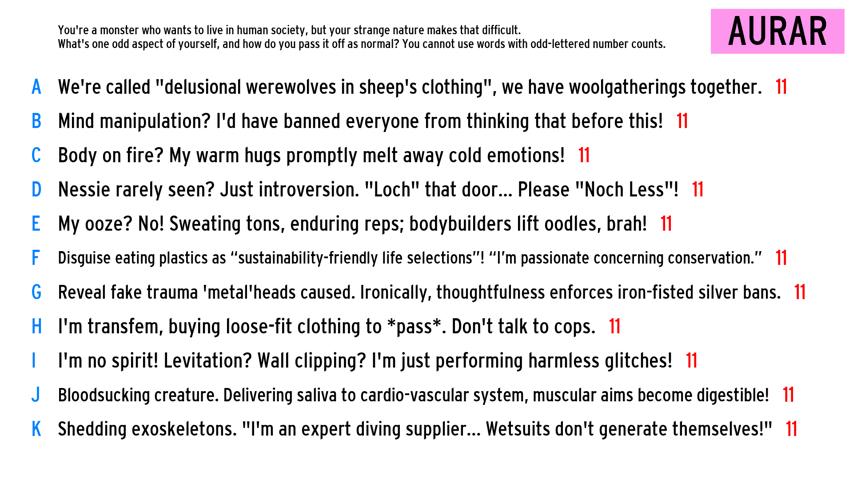 You're a monster who wants to live in human society, but your strange nature makes that difficult.
What's one odd aspect of yourself, and how do you pass it off as normal? You cannot use words with odd-lettered number counts.
AURAR
A We're called "delusional werewolves in sheep's clothing", we have woolgatherings together. 11
B Mind manipulation? I'd have banned everyone from thinking that before this! 11
C Body on fire? My warm hugs promptly melt away cold emotions! 11
D Nessie rarely seen? Just introversion. "Loch" that door... Please "Noch Less"! 11
E My ooze? No! Sweating tons, enduring reps; bodybuilders lift oodles, brah! 11
F Disguise eating plastics as “sustainability-friendly life selections”! “I’m passionate concerning conservation.” 11
G Reveal fake trauma 'metal'heads caused. Ironically, thoughtfulness enforces iron-fisted silver bans. 11
H I'm transfem, buying loose-fit clothing to *pass*. Don't talk to cops. 11
I I'm no spirit! Levitation? Wall clipping? I'm just performing harmless glitches! 11
J Bloodsucking creature. Delivering saliva to cardio-vascular system, muscular aims become digestible! 11
K Shedding exoskeletons. "I'm an expert diving supplier... Wetsuits don't generate themselves!" 11